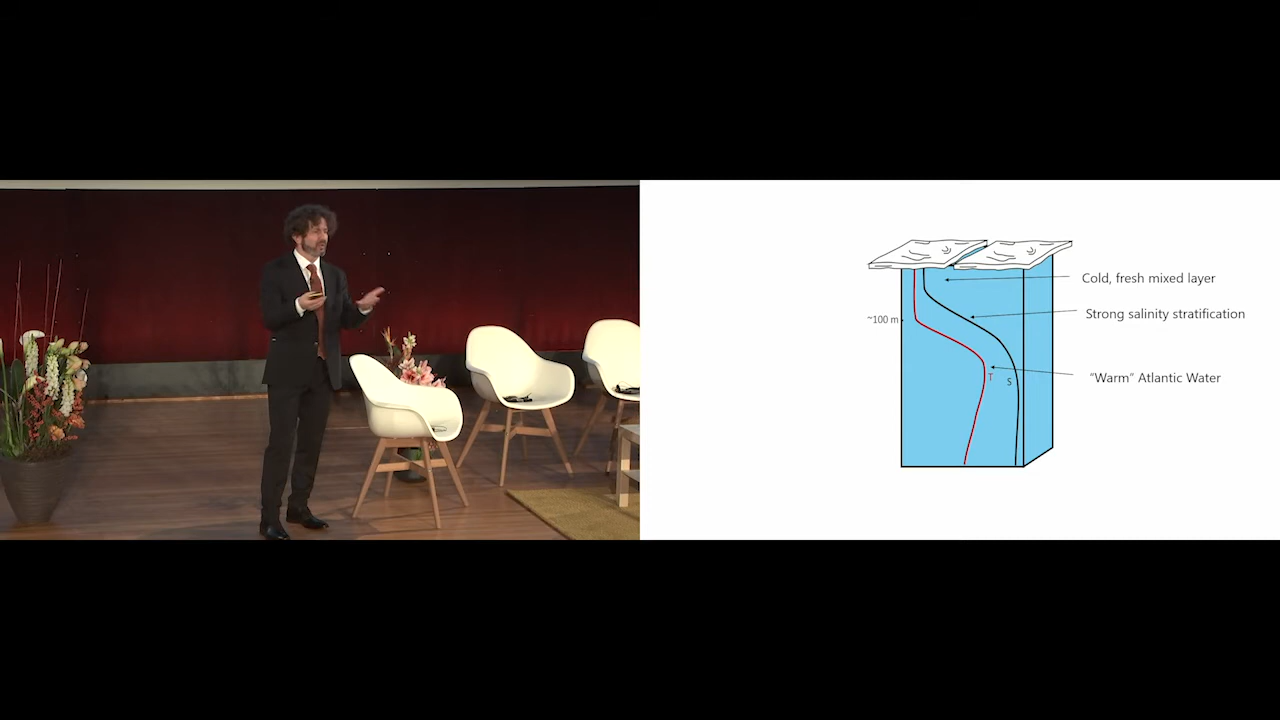 Cold, fresh mixed layer
Strong salinity stratification
~100 m
"Warm" Atlantic Water
T
S